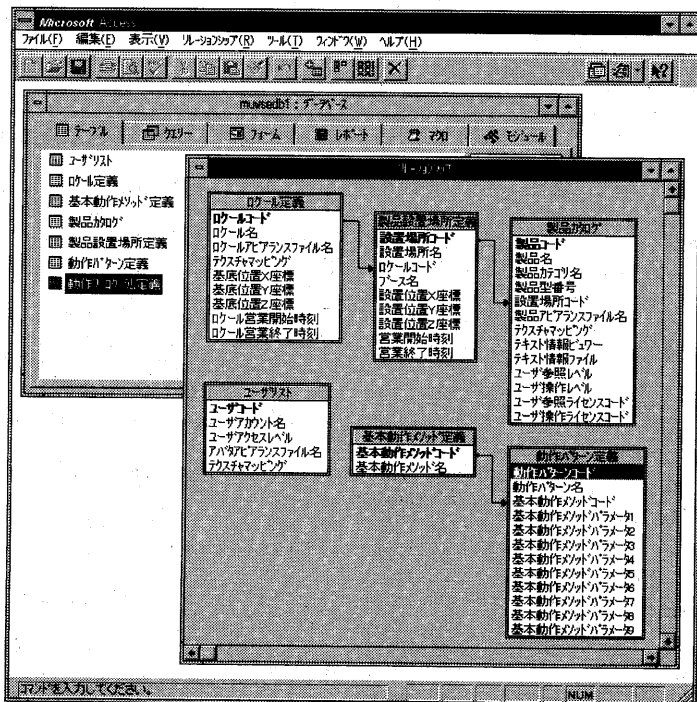 Microsoft Access
ファイル(F) 編集(E) 表示(V) リレーションシップ(R) ツール(T) ウィンドウ(W) ヘルプ(H)
muvsedb1 : データベース
テーブル クエリー フォーム レポート マクロ モジュール
ユーザリスト
ロケール定義
基本動作メソッド定義
製品カタログ
製品設置場所定義
動作パターン定義
リレーションシップ
ロケール定義
ロケールコード
ロケール名
ロケールアピアランスファイル名
テクスチャマッピング
基底位置X座標
基底位置Y座標
基底位置Z座標
ロケール営業開始時刻
ロケール営業終了時刻
製品設置場所定義
設置場所コード
設置場所名
ロケールコード
ブース名
設置位置X座標
設置位置Y座標
設置位置Z座標
営業開始時刻
営業終了時刻
製品カタログ
製品コード
製品名
製品カテゴリ名
製品型番号
設置場所コード
製品アピアランスファイル名
テクスチャマッピング
テキスト情報ビュワー
テキスト情報ファイル
ユーザ参照レベル
ユーザ操作レベル
ユーザ参照ライセンスコード
ユーザ操作ライセンスコード
ユーザリスト
ユーザコード
ユーザアカウント名
ユーザアクセスレベル
アバタアピアランスファイル名
テクスチャマッピング
基本動作メソッド定義
基本動作メソッドコード
基本動作メソッド名
動作パターン定義
動作パターンコード
動作パターン名
基本動作メソッドコード
基本動作メソッドパラメータ1
基本動作メソッドパラメータ2
基本動作メソッドパラメータ3
基本動作メソッドパラメータ4
基本動作メソッドパラメータ5
基本動作メソッドパラメータ6
基本動作メソッドパラメータ7
基本動作メソッドパラメータ8
基本動作メソッドパラメータ9
コマンドを入力してください。
NUM